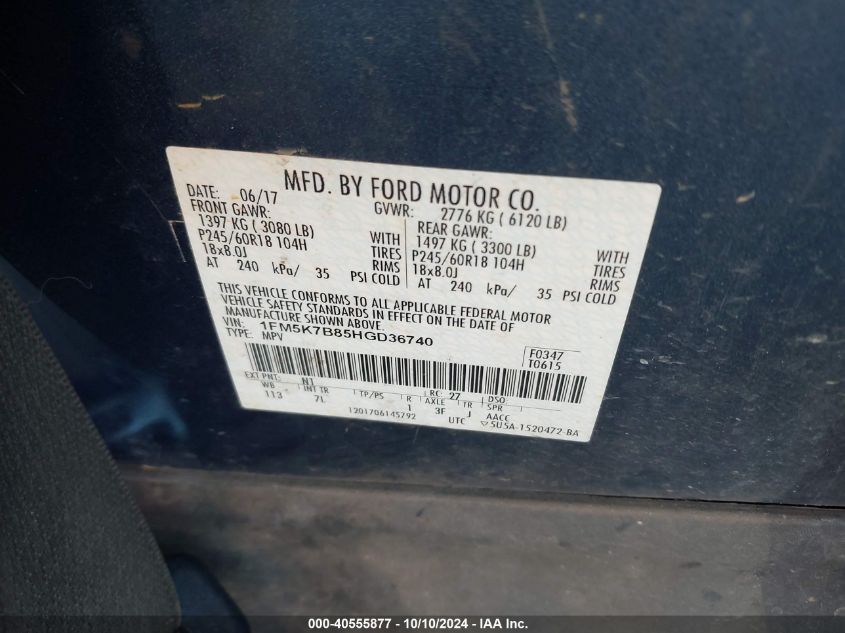 MFD. BY FORD MOTOR CO.
DATE: 06/17 GVWR: 2776 KG ( 6120 LB)
FRONT GAWR: REAR GAWR:
1397 KG ( 3080 LB) WITH 1497 KG ( 3300 LB) WITH
P245/60R18 104H TIRES P245/60R18 104H TIRES
18x8.0J RIMS 18x8.0J RIMS
AT 240 kPa/ 35 PSI COLD AT 240 kPa/ 35 PSI COLD
THIS VEHICLE CONFORMS TO ALL APPLICABLE FEDERAL MOTOR
VEHICLE SAFETY STANDARDS IN EFFECT ON THE DATE OF
MANUFACTURE SHOWN ABOVE.
VIN: 1FM5K7B85HGD36740
TYPE: MPV
F0347
T0615
EXT PNT: N1 RC: 27 DSO:
WB INT TR TP/PS R AXLE TR SPR
113 7L 1 3F J AACC
1201706145792 UTC ▽5U5A-1520472-BA
000-40555877 - 10/10/2024 - IAA Inc.